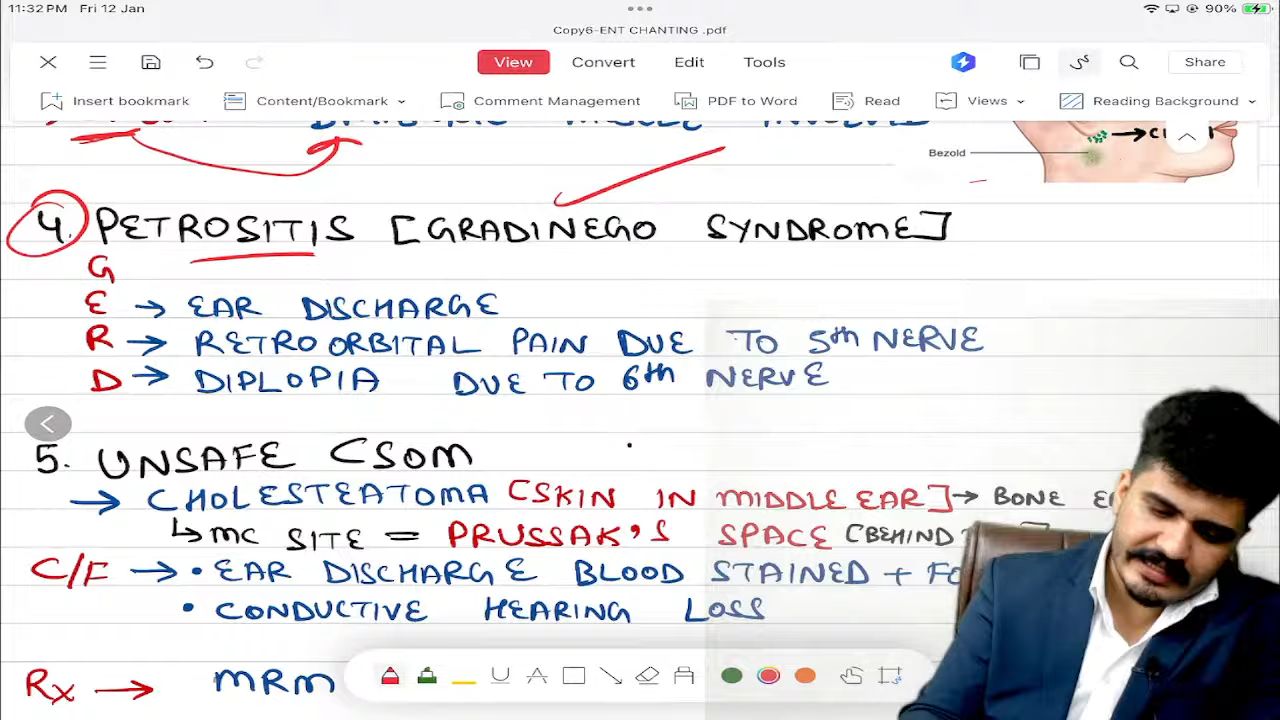 11:32 PM Fri 12 Jan
90%
Copy6-ENT CHANTING .pdf
View Convert Edit Tools
Share
Insert bookmark Content/Bookmark Comment Management PDF to Word Read Views Reading Background
INVOLVED
Bezold
4. PETROSITIS [GRADINEGO SYNDROME]
G
E → EAR DISCHARGE
R → RETROORBITAL PAIN DUE TO 5th NERVE
D → DIPLOPIA DUE TO 6th NERVE
5. UNSAFE CSOM
→ CHOLESTEATOMA [SKIN IN MIDDLE EAR] → BONE
↳ MC SITE = PRUSSAK'S SPACE [BEHIND
C/F → • EAR DISCHARGE BLOOD STAINED +
• CONDUCTIVE HEARING LOSS
Rx → MRM